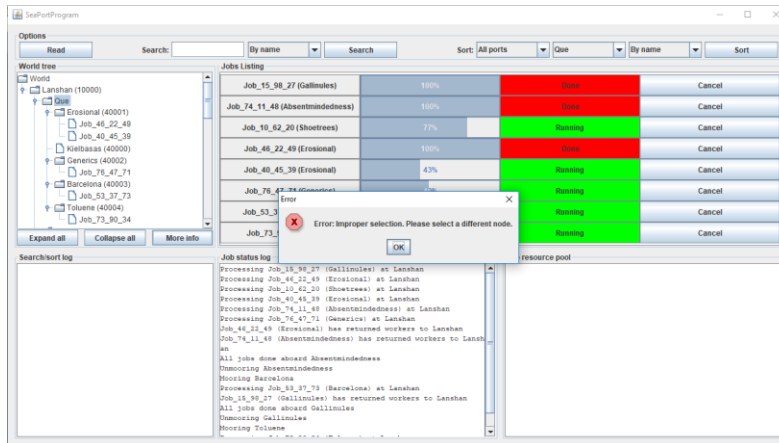 SeaPortProgram
Options
Read Search: By name Search Sort: All ports Que By name Sort
World tree
World
Lanshan (10000)
Que
Erosional (40001)
Job_46_22_49
Job_40_45_39
Kielbasas (40000)
Generics (40002)
Job_76_47_71
Barcelona (40003)
Job_53_37_73
Toluene (40004)
Job_73_90_34
Expand all Collapse all More info
Jobs Listing
Job_15_98_27 (Gallinules) 100% Done Cancel
Job_74_11_48 (Absentmindedness) 100% Done Cancel
Job_10_62_20 (Shoetrees) 77% Running Cancel
Job_46_22_49 (Erosional) 100% Done Cancel
Job_40_45_39 (Erosional) 43% Running Cancel
Job_76_47_71 (Generics) Running Cancel
Job_53_3 Running Cancel
Job_73_ Running Cancel
Error
Error: Improper selection. Please select a different node.
OK
Search/sort log
Job status log
Processing Job_15_98_27 (Gallinules) at Lanshan
Processing Job_46_22_49 (Erosional) at Lanshan
Processing Job_10_62_20 (Shoetrees) at Lanshan
Processing Job_40_45_39 (Erosional) at Lanshan
Processing Job_74_11_48 (Absentmindedness) at Lanshan
Processing Job_76_47_71 (Generics) at Lanshan
Job_46_22_49 (Erosional) has returned workers to Lanshan
Job_74_11_48 (Absentmindedness) has returned workers to Lansh
an
All jobs done aboard Absentmindedness
Unmooring Absentmindedness
Mooring Barcelona
Processing Job_53_37_73 (Barcelona) at Lanshan
Job_15_98_27 (Gallinules) has returned workers to Lanshan
All jobs done aboard Gallinules
Unmooring Gallinules
Mooring Toluene
resource pool